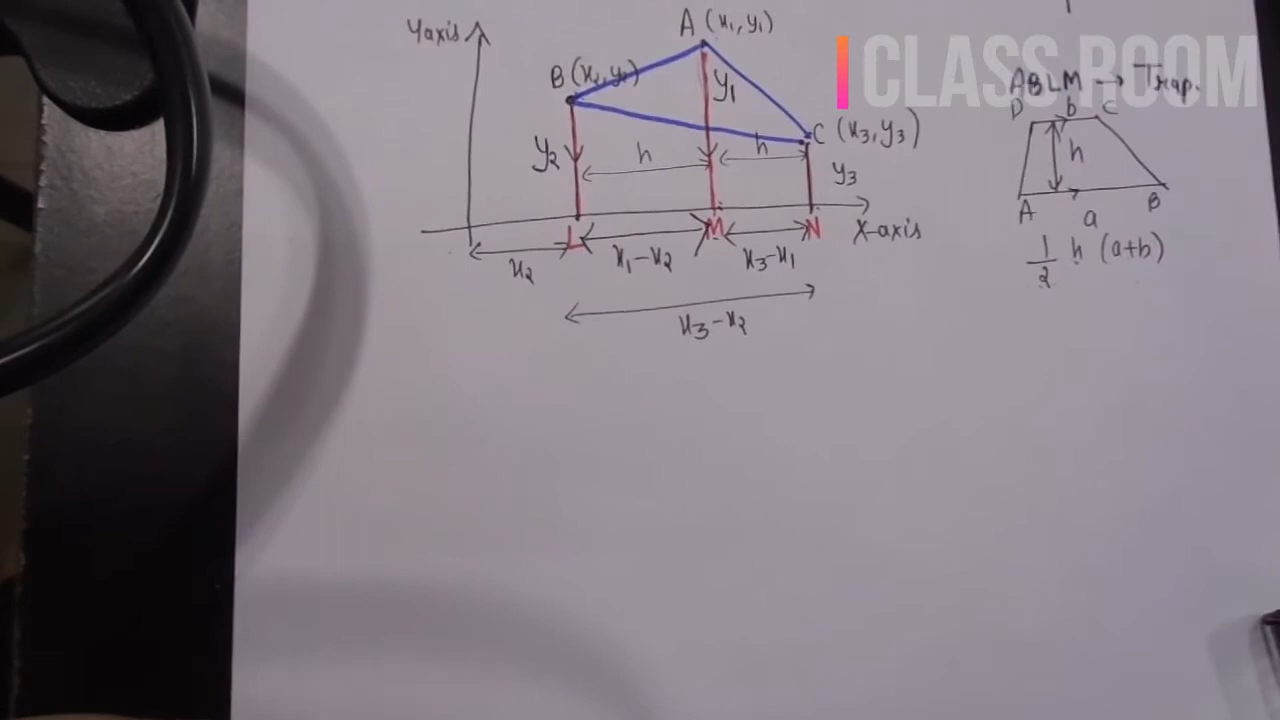 Y axis
A (x₁, y₁)
CLASS ROOM
B (x₂, y₂)
y₁
ABLM → Trap.
D b C
C (x₃, y₃)
y₂
h
h
y₃
h
A a B
L
M
N
X-axis
x₂
x₁-x₂
x₃-x₁
1/2 h (a+b)
x₃-x₂